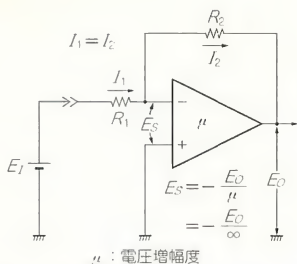 R₂
I₁ = I₂
I₂
I₁
R₁
−
E_S
μ
+
E_I
E_S = − E_O/μ
= − E_O/∞
E_O
μ : 電圧増幅度